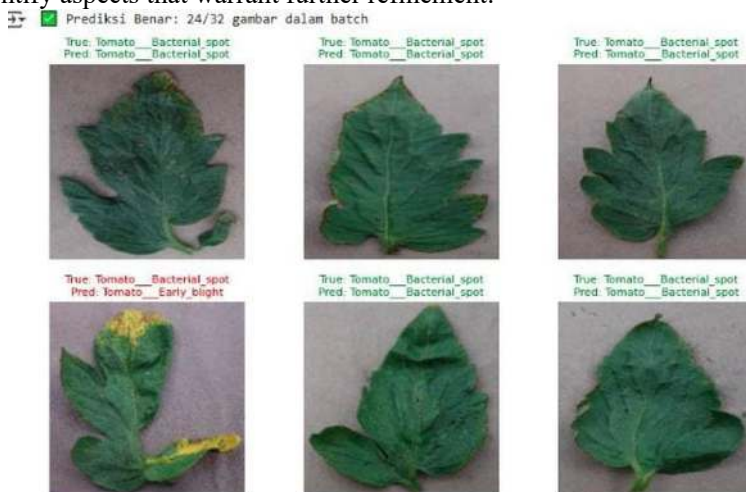 ntify aspects that warrant further refinement.
Prediksi Benar: 24/32 gambar dalam batch
True: Tomato___Bacterial_spot True: Tomato___Bacterial_spot True: Tomato___Bacterial_spot
Pred: Tomato___Bacterial_spot Pred: Tomato___Bacterial_spot Pred: Tomato___Bacterial_spot
True: Tomato___Bacterial_spot True: Tomato___Bacterial_spot True: Tomato___Bacterial_spot
Pred: Tomato___Early_blight Pred: Tomato___Bacterial_spot Pred: Tomato___Bacterial_spot